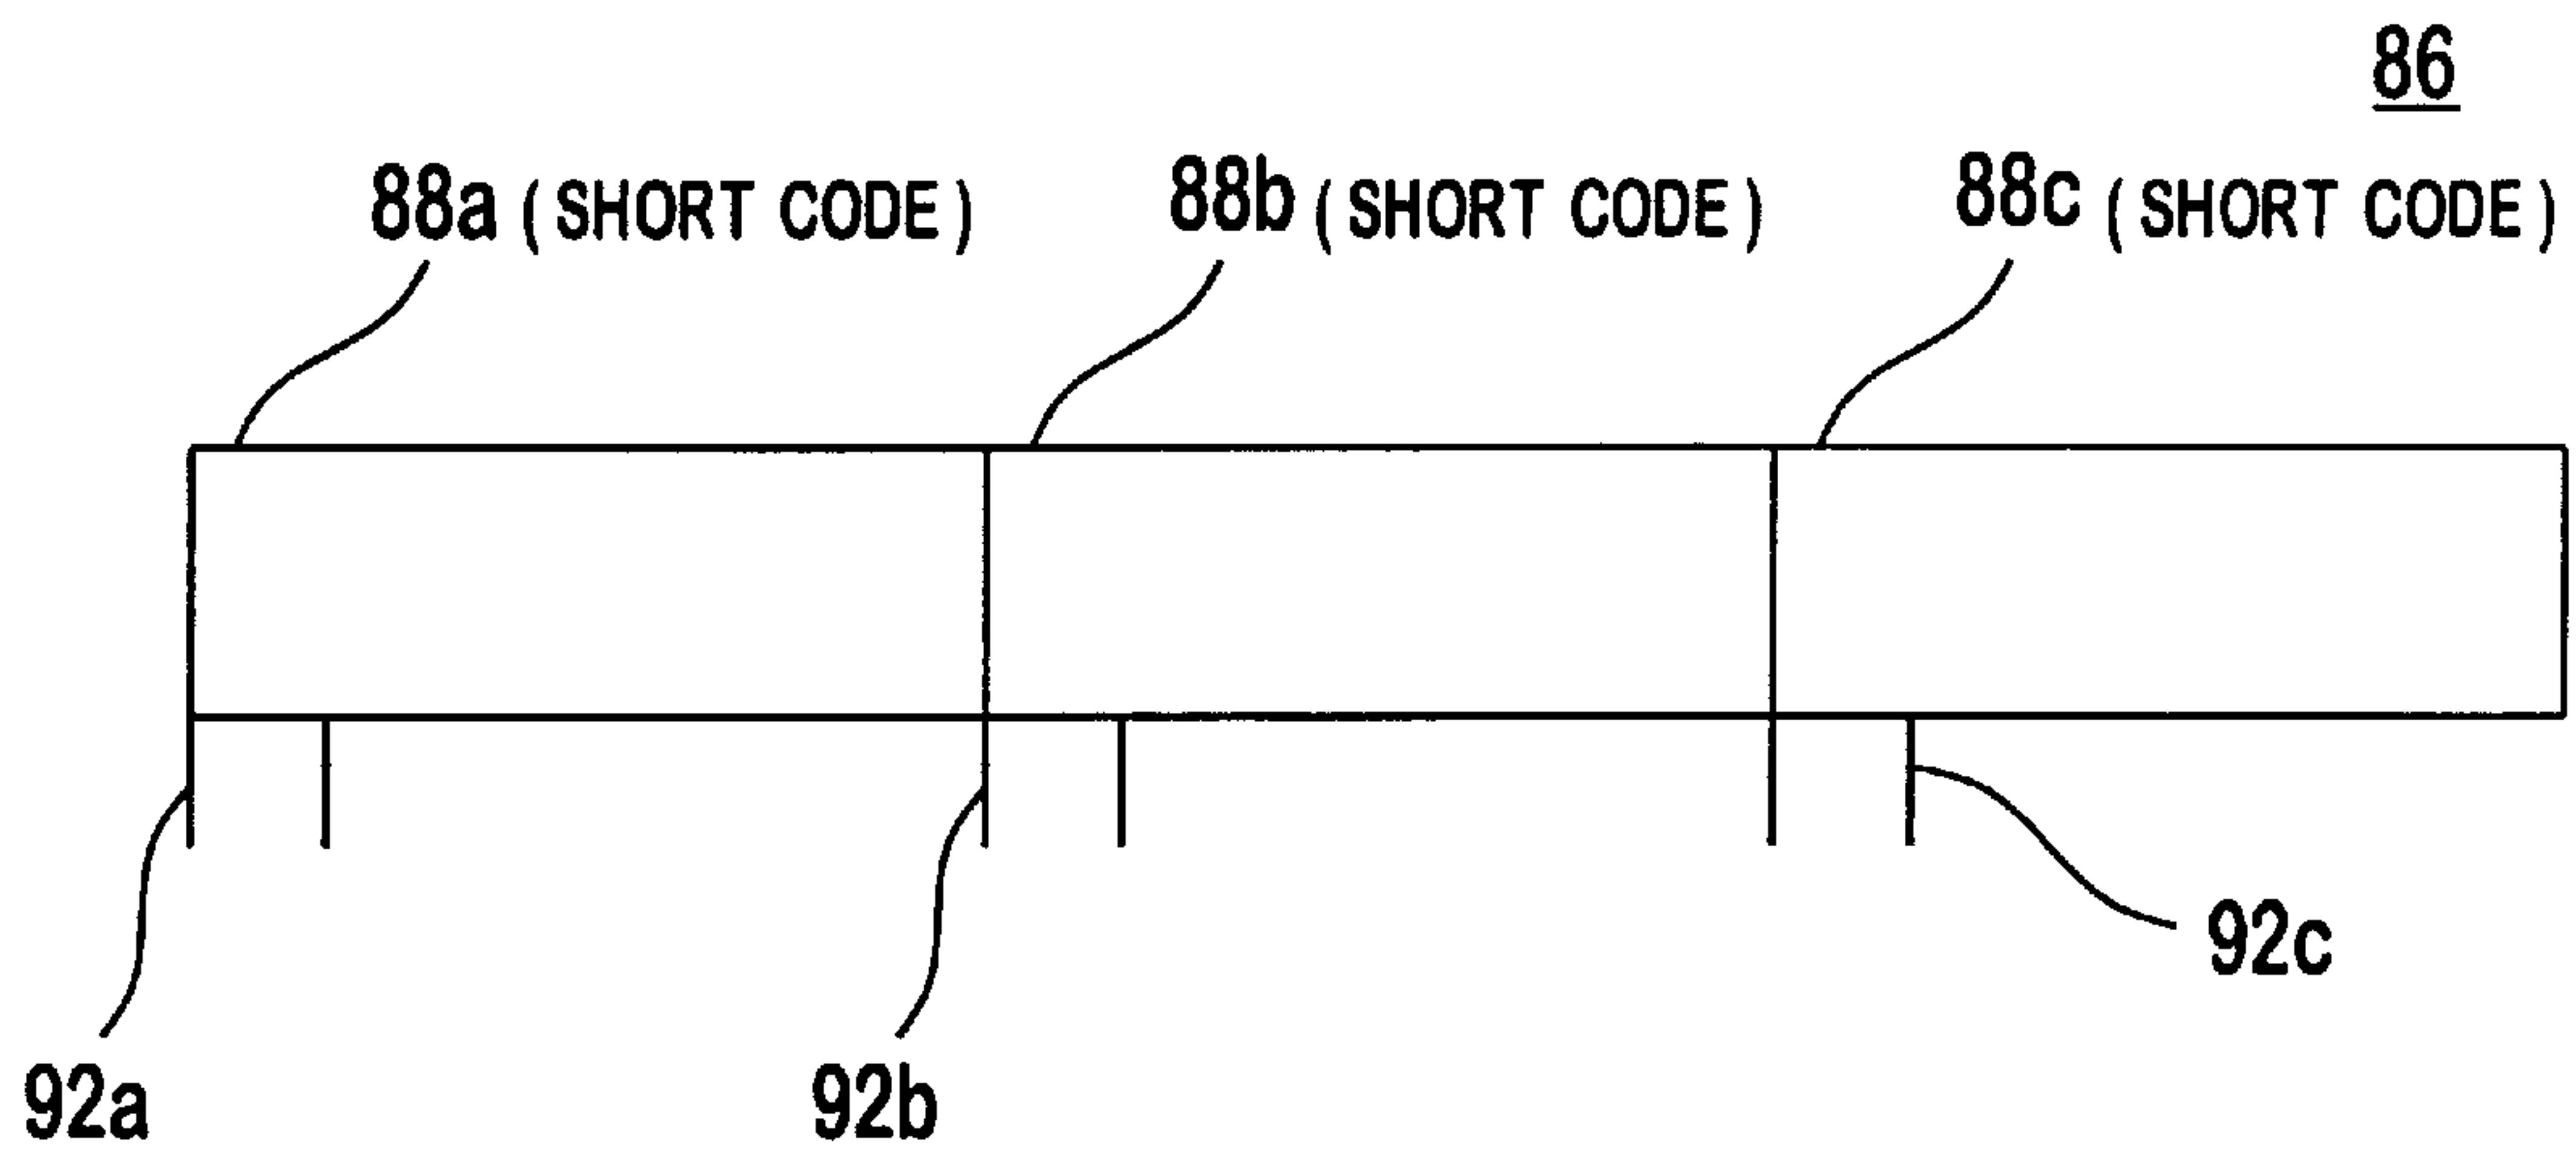 86
88a (SHORT CODE) 88b (SHORT CODE) 88c (SHORT CODE)
92c
92a 92b